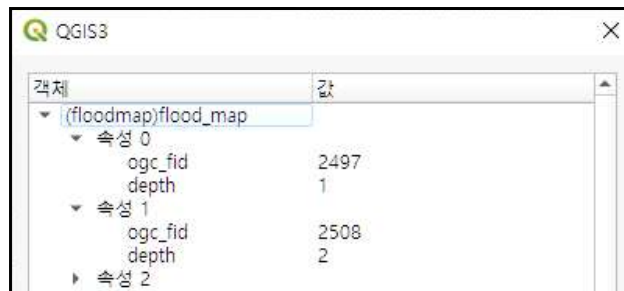 QGIS3
객체 값
(floodmap)flood_map
속성 0
ogc_fid 2497
depth 1
속성 1
ogc_fid 2508
depth 2
속성 2